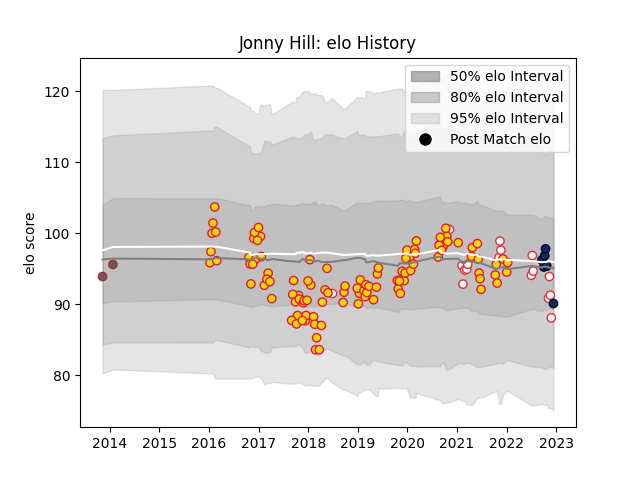 Jonny Hill: elo History
50% elo Interval
80% elo Interval
95% elo Interval
Post Match elo
elo score
120
110
100
90
80
2014 2015 2016 2017 2018 2019 2020 2021 2022 2023